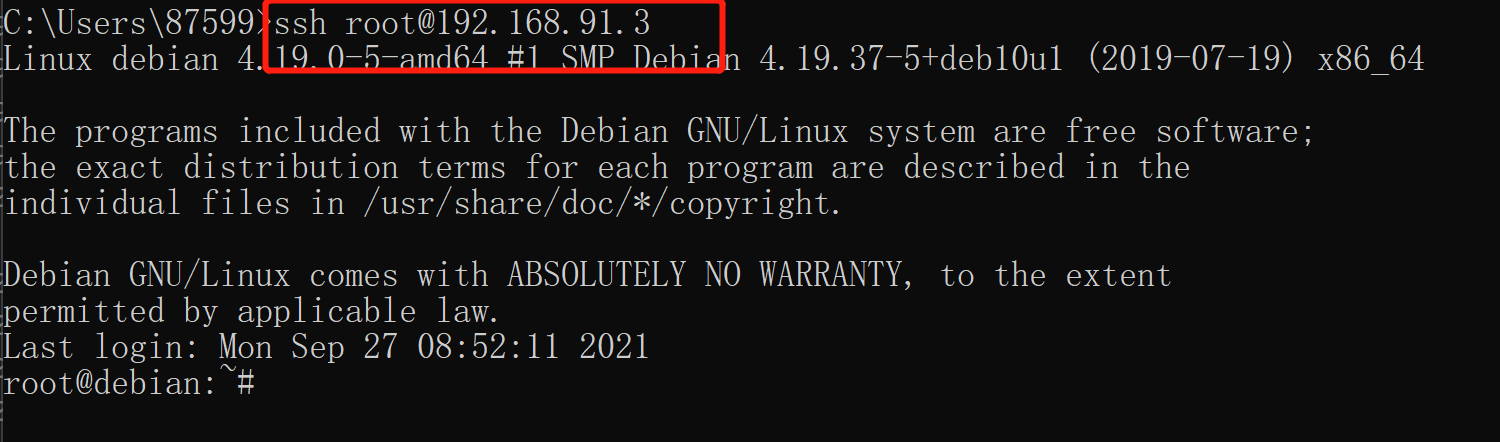 C:\Users\87599>ssh root@192.168.91.3
Linux debian 4.19.0-5-amd64 #1 SMP Debian 4.19.37-5+deb10u1 (2019-07-19) x86_64
The programs included with the Debian GNU/Linux system are free software;
the exact distribution terms for each program are described in the
individual files in /usr/share/doc/*/copyright.
Debian GNU/Linux comes with ABSOLUTELY NO WARRANTY, to the extent
permitted by applicable law.
Last login: Mon Sep 27 08:52:11 2021
root@debian:~#